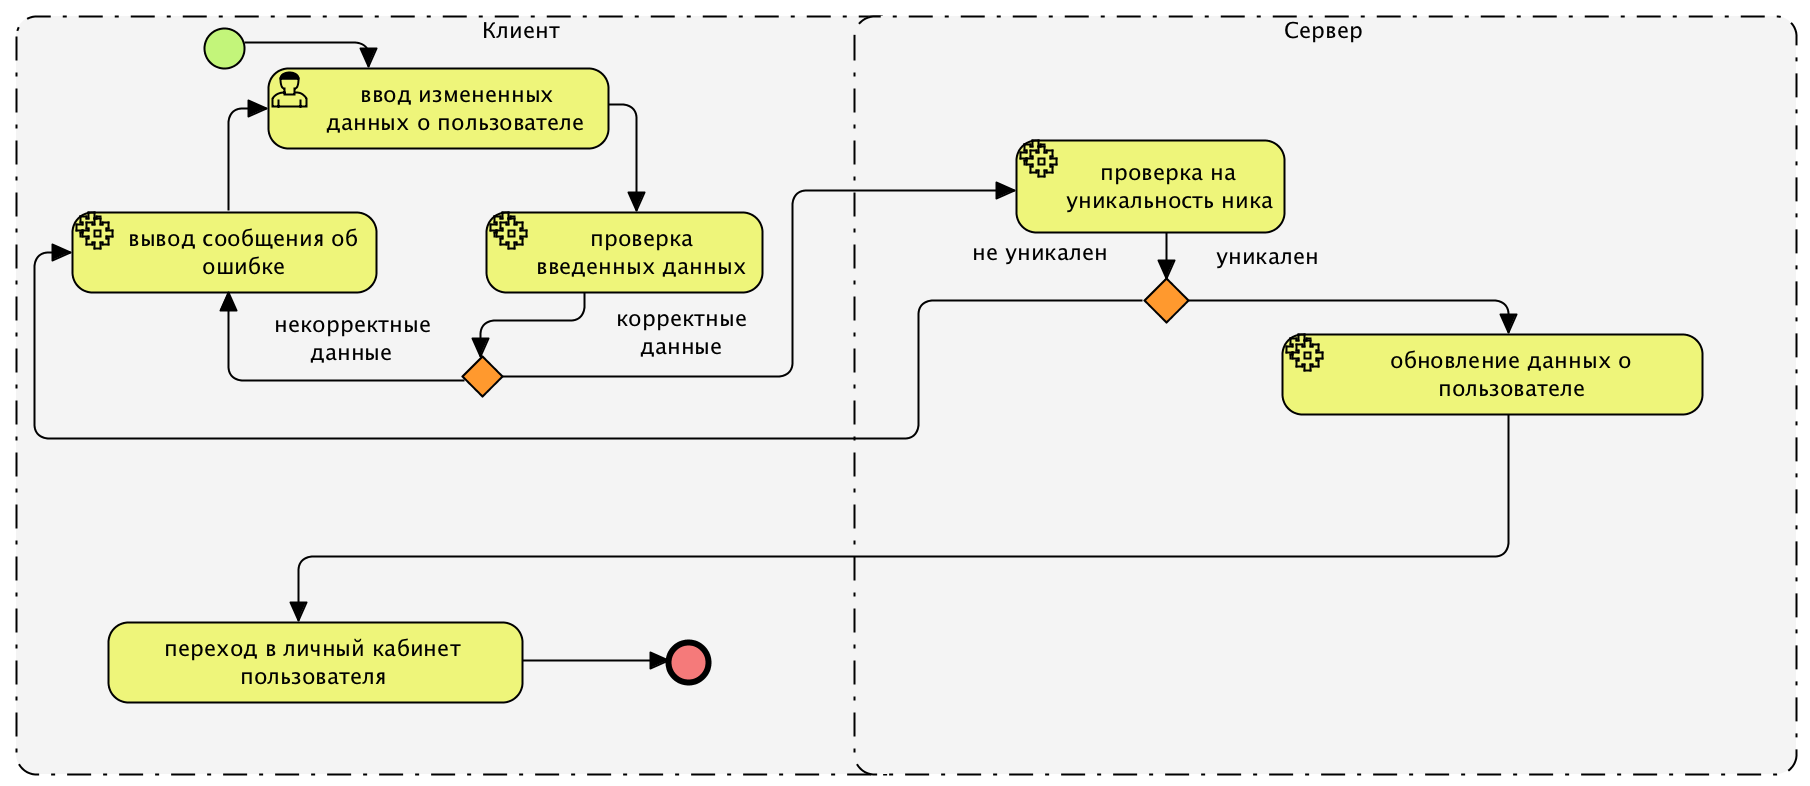 Клиент
Сервер
ввод измененных
данных о пользователе
проверка на
уникальность ника
вывод сообщения об
ошибке
проверка
введенных данных
не уникален
уникален
некорректные
данные
корректные
данные
обновление данных о
пользователе
переход в личный кабинет
пользователя